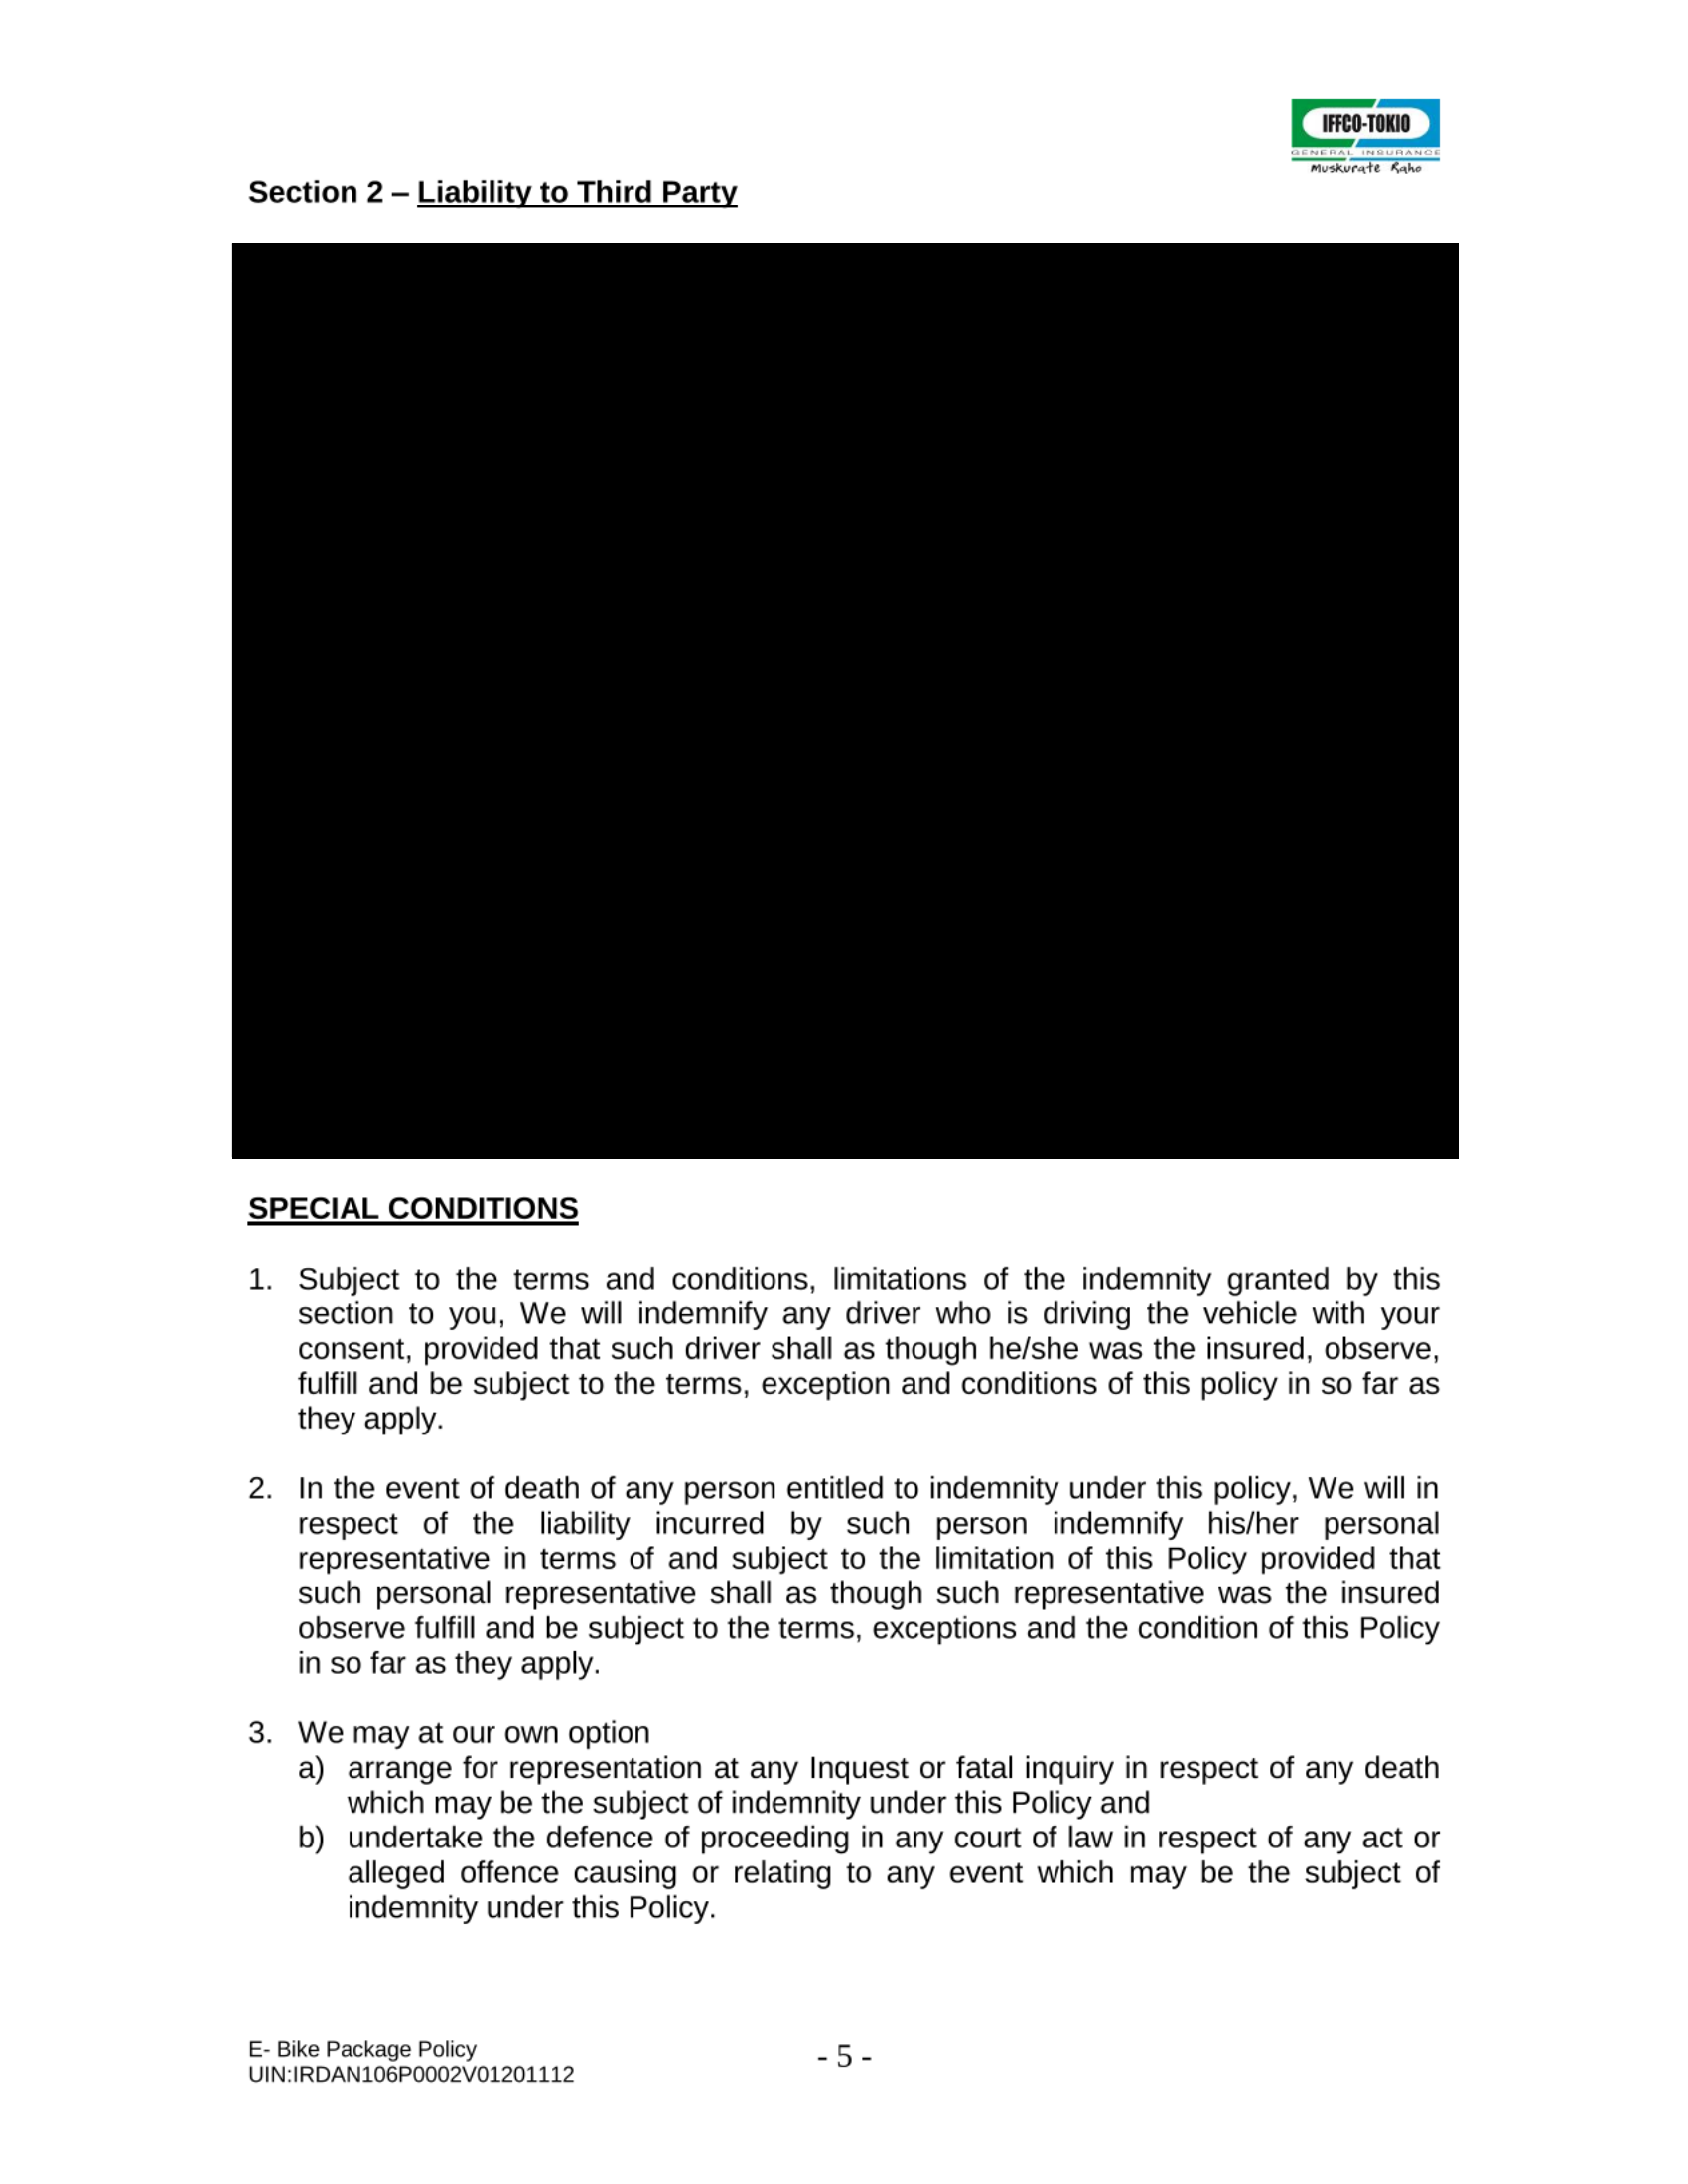 IFFCO-TOKIO
GENERAL INSURANCE
Muskurate Raho
Section 2 – Liability to Third Party
SPECIAL CONDITIONS
1. Subject to the terms and conditions, limitations of the indemnity granted by this
section to you, We will indemnify any driver who is driving the vehicle with your
consent, provided that such driver shall as though he/she was the insured, observe,
fulfill and be subject to the terms, exception and conditions of this policy in so far as
they apply.
2. In the event of death of any person entitled to indemnity under this policy, We will in
respect of the liability incurred by such person indemnify his/her personal
representative in terms of and subject to the limitation of this Policy provided that
such personal representative shall as though such representative was the insured
observe fulfill and be subject to the terms, exceptions and the condition of this Policy
in so far as they apply.
3. We may at our own option
a) arrange for representation at any Inquest or fatal inquiry in respect of any death
which may be the subject of indemnity under this Policy and
b) undertake the defence of proceeding in any court of law in respect of any act or
alleged offence causing or relating to any event which may be the subject of
indemnity under this Policy.
E- Bike Package Policy
UIN:IRDAN106P0002V01201112
- 5 -